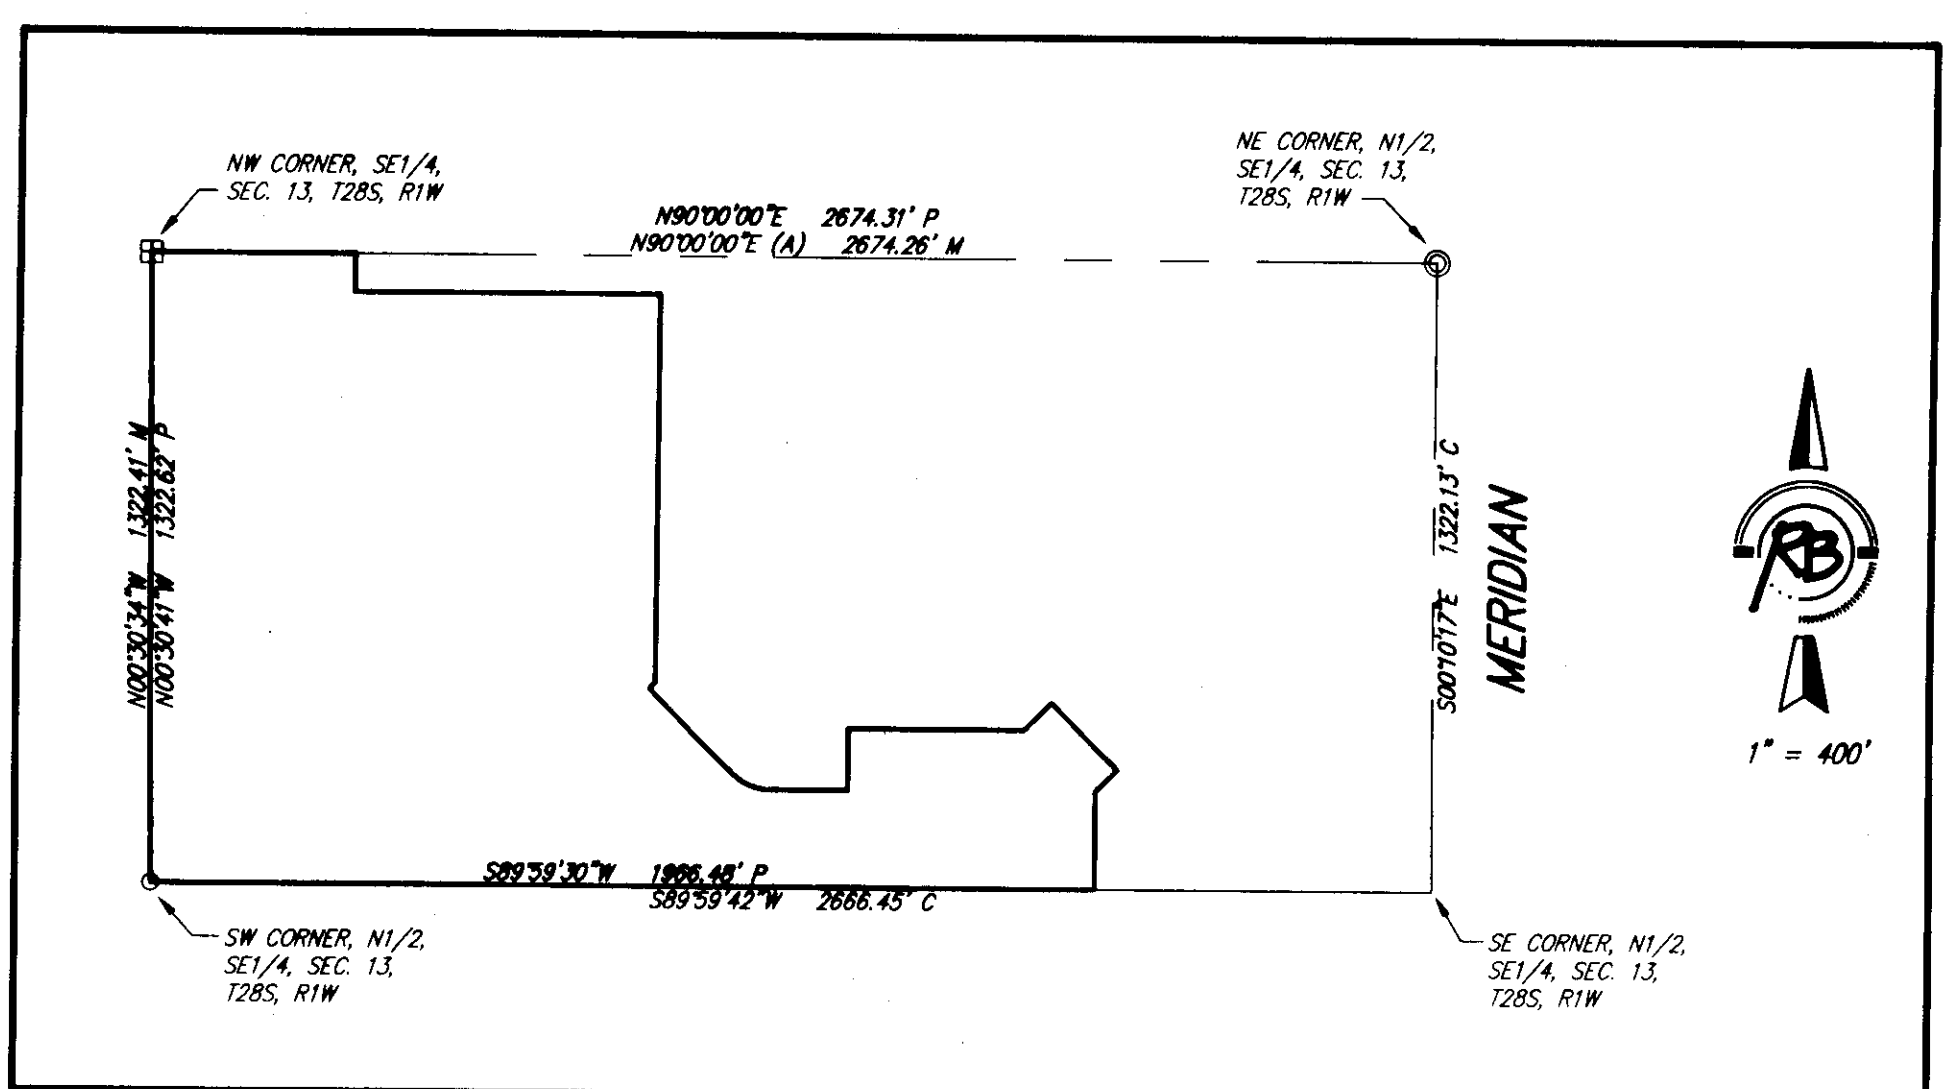 NW CORNER, SE1/4,
SEC. 13, T28S, R1W
NE CORNER, N1/2,
SE1/4, SEC. 13,
T28S, R1W
N90°00'00"E 2674.31' P
N90°00'00"E (A) 2674.26' M
N00°30'34"W 1322.41' M
N00°30'41"W 1322.62' P
S00°10'17"E 1322.13' C
MERIDIAN
RB
1" = 400'
S89°59'30"W 1966.48' P
S89°59'42"W 2666.45' C
SW CORNER, N1/2,
SE1/4, SEC. 13,
T28S, R1W
SE CORNER, N1/2,
SE1/4, SEC. 13,
T28S, R1W